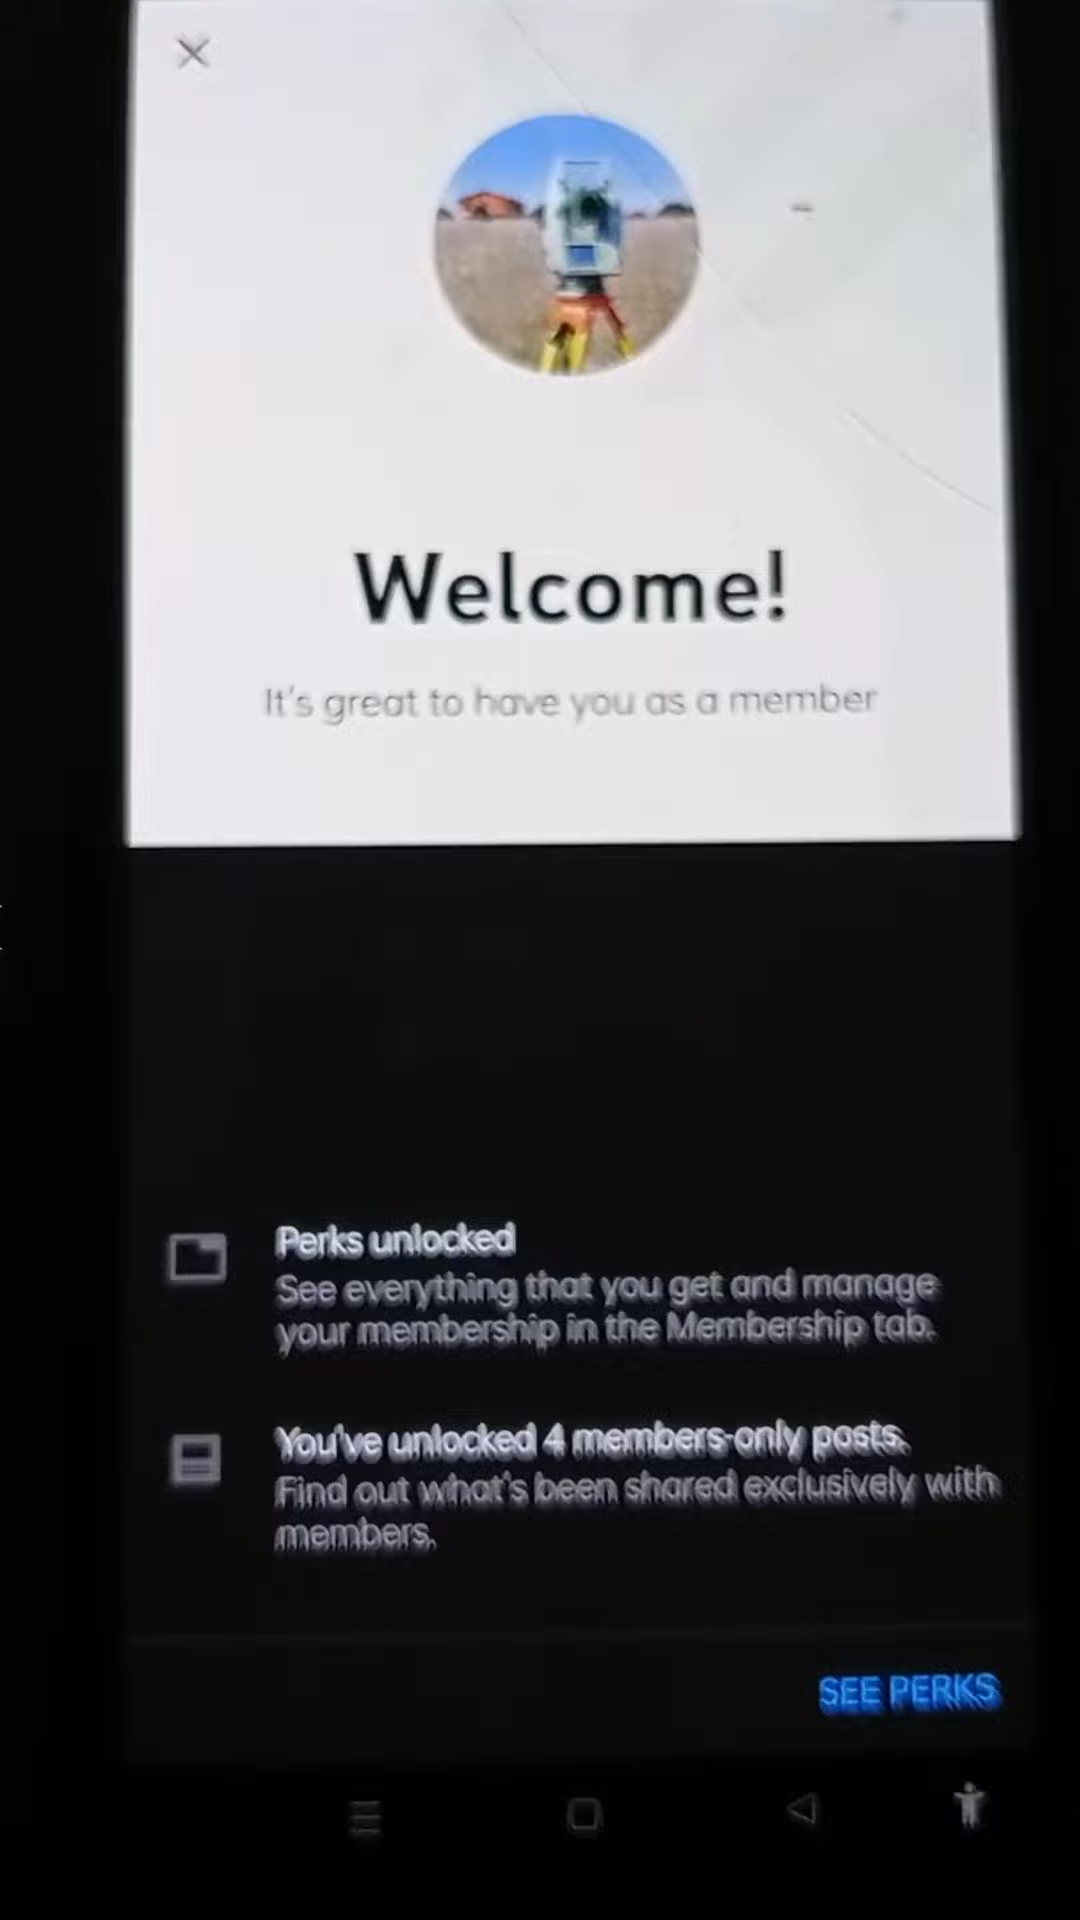 Welcome!
It's great to have you as a member
Perks unlocked
See everything that you get and manage
your membership in the Membership tab.
You've unlocked 4 members-only posts.
Find out what's been shared exclusively with
members.
SEE PERKS